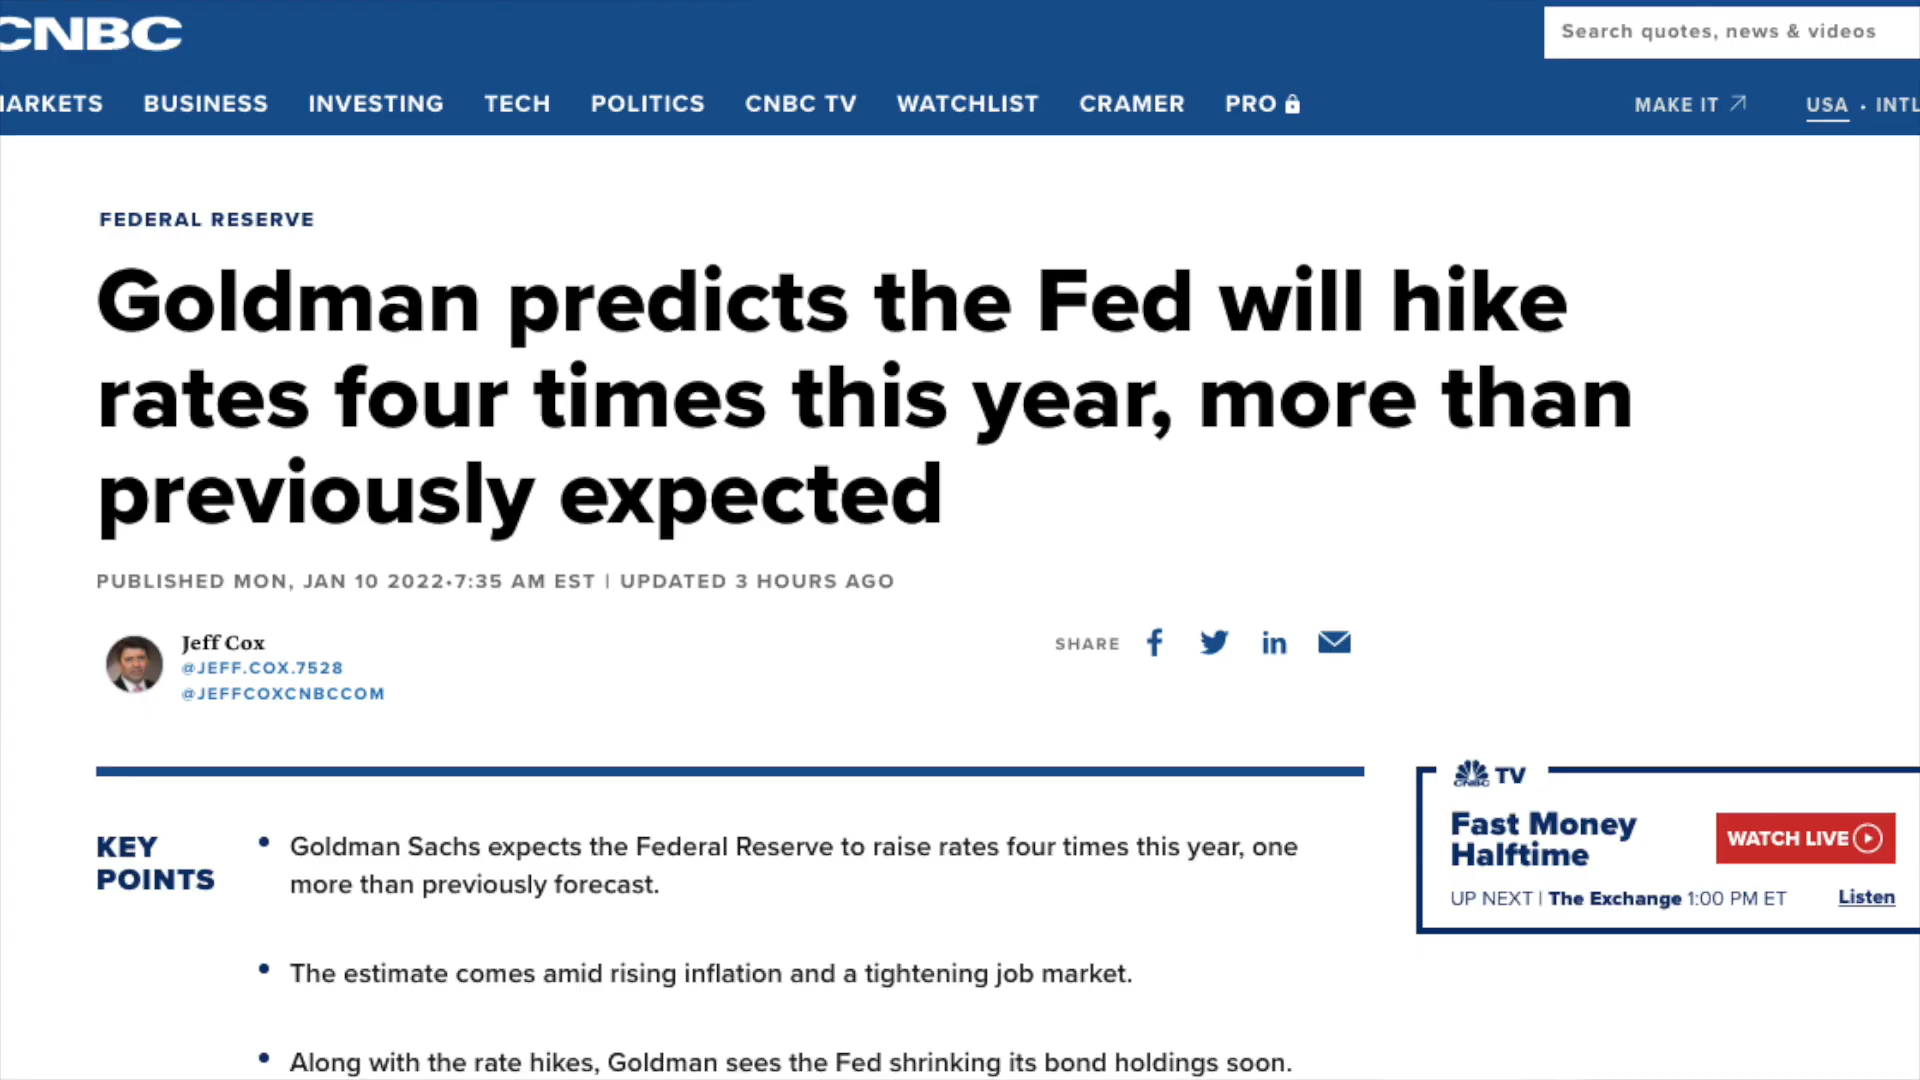 CNBC
Search quotes, news & videos
MARKETS BUSINESS INVESTING TECH POLITICS CNBC TV WATCHLIST CRAMER PRO MAKE IT USA • INTL
FEDERAL RESERVE
Goldman predicts the Fed will hike
rates four times this year, more than
previously expected
PUBLISHED MON, JAN 10 2022•7:35 AM EST | UPDATED 3 HOURS AGO
Jeff Cox
@JEFF.COX.7528
@JEFFCOXCNBCCOM
SHARE
KEY
POINTS
• Goldman Sachs expects the Federal Reserve to raise rates four times this year, one
more than previously forecast.
• The estimate comes amid rising inflation and a tightening job market.
• Along with the rate hikes, Goldman sees the Fed shrinking its bond holdings soon.
CNBC TV
Fast Money
Halftime
WATCH LIVE
UP NEXT | The Exchange 1:00 PM ET
Listen